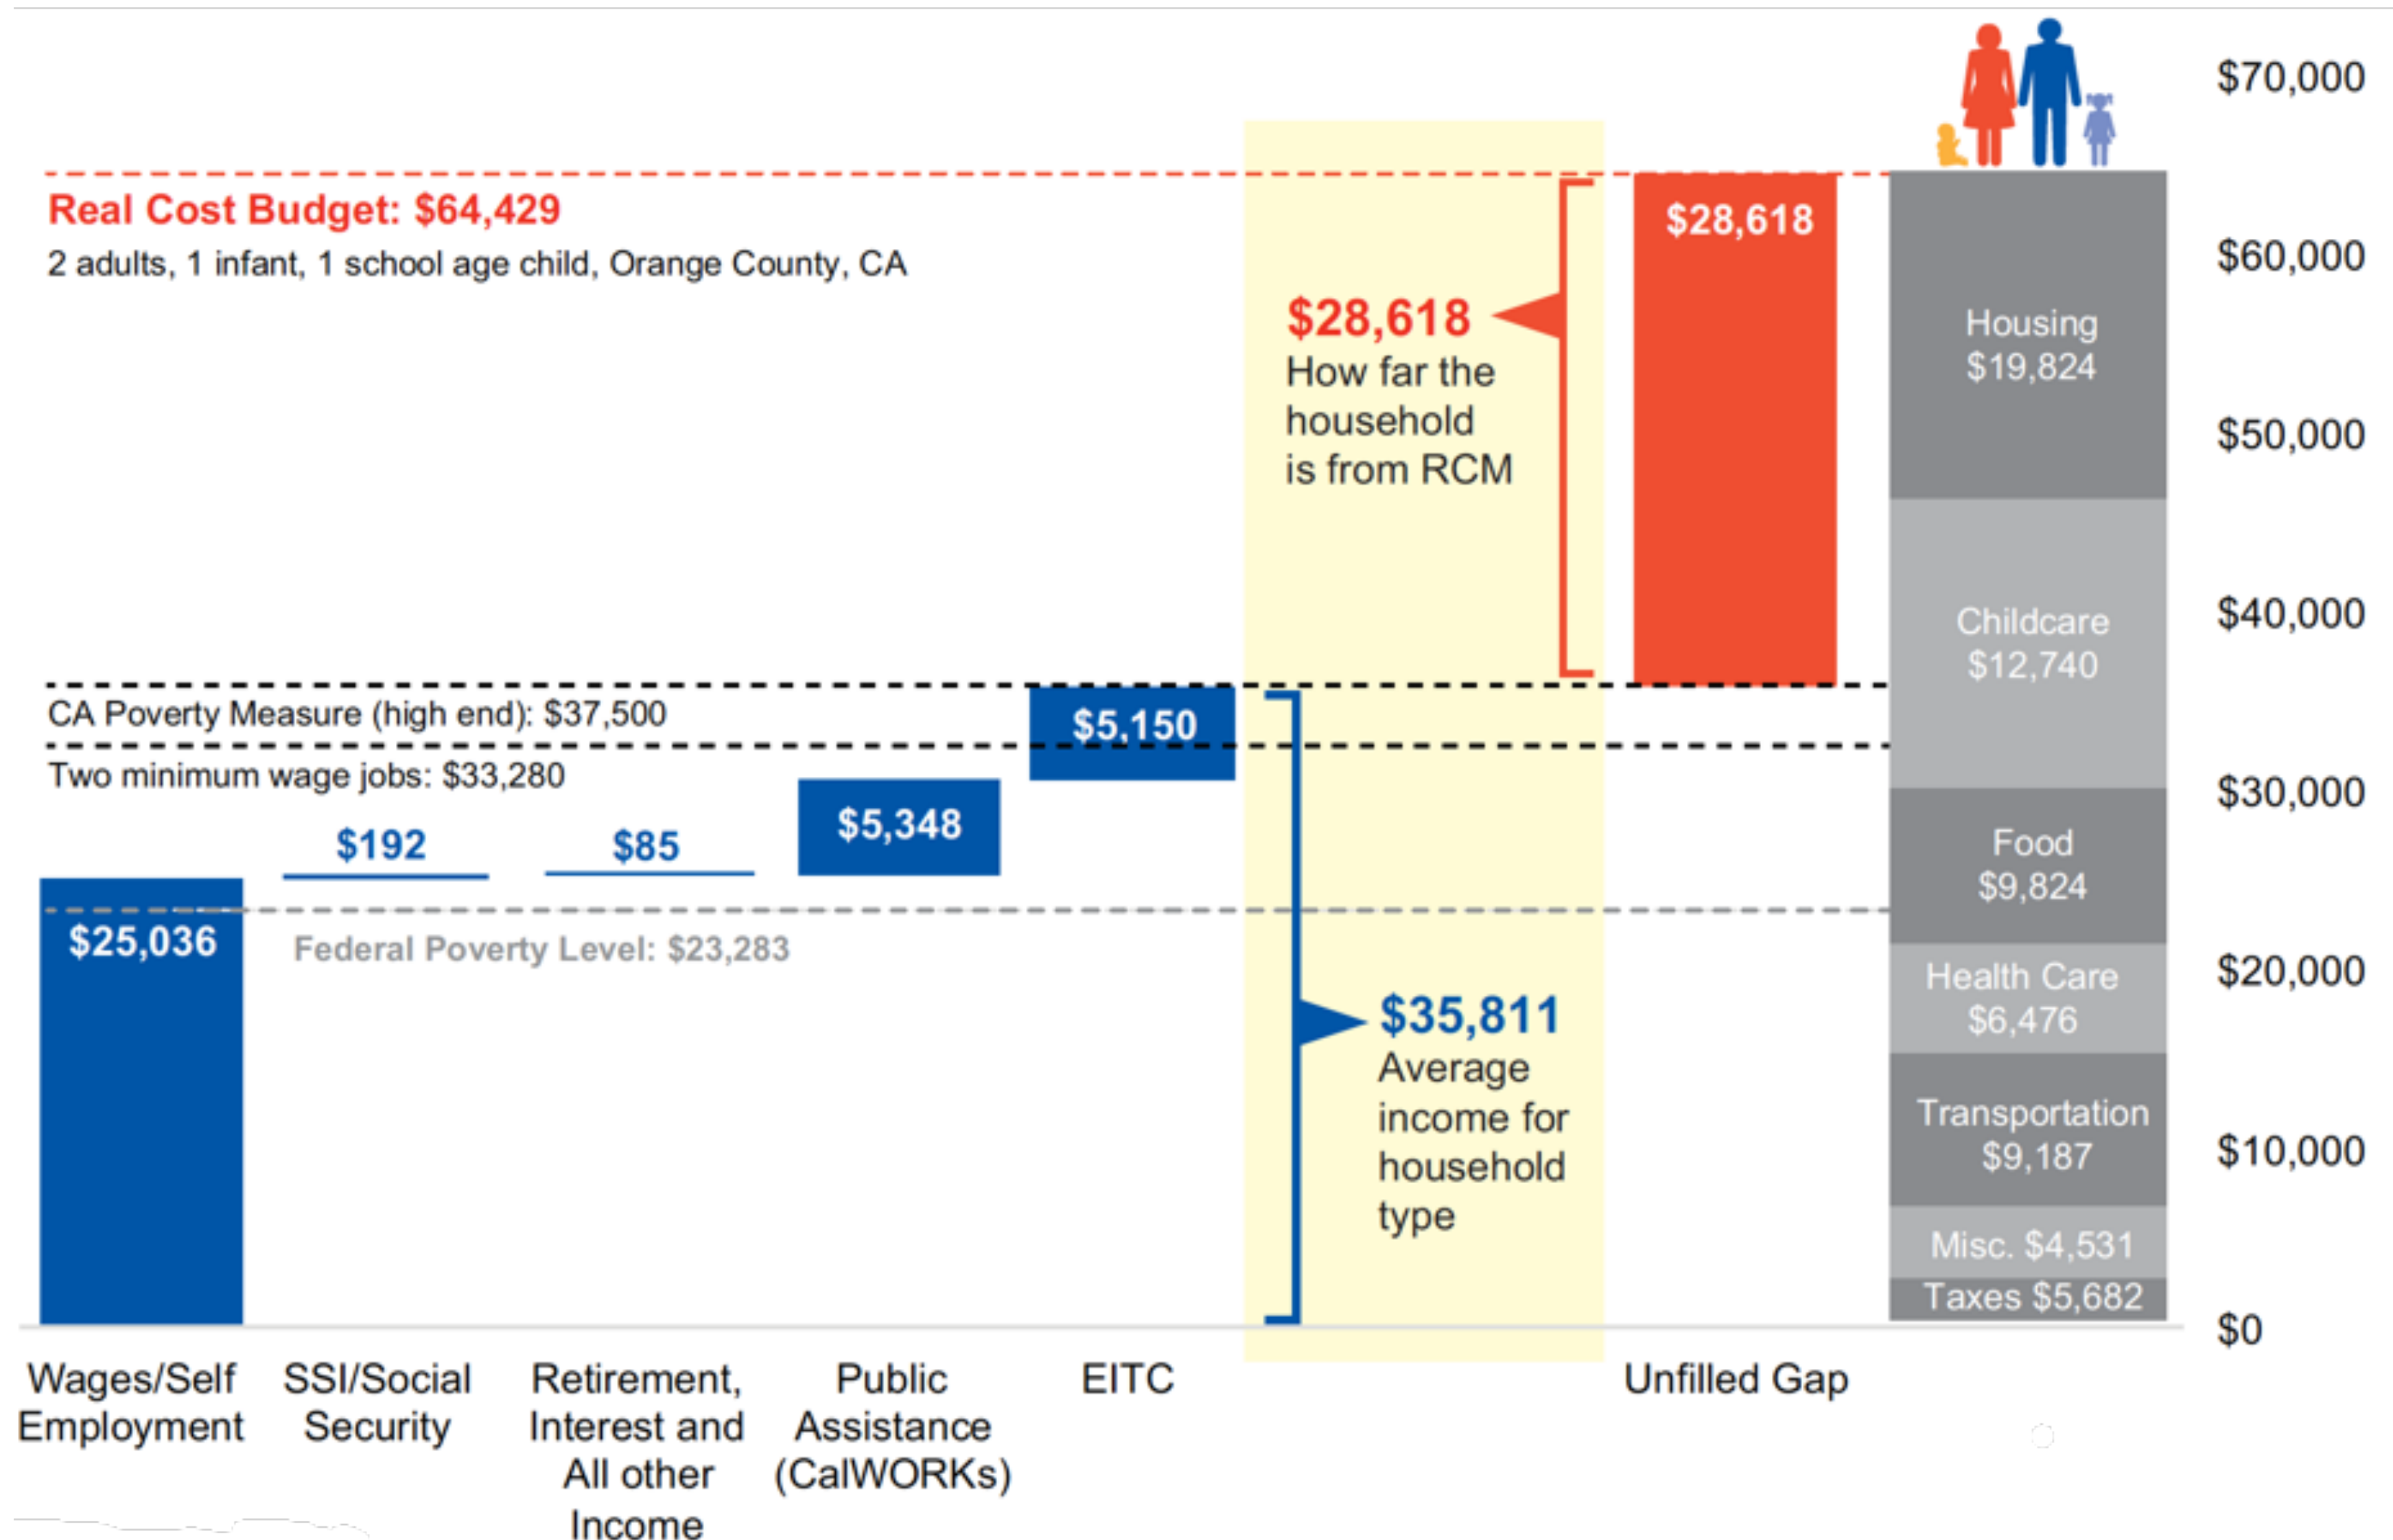 Real Cost Budget: $64,429
2 adults, 1 infant, 1 school age child, Orange County, CA
CA Poverty Measure (high end): $37,500
Two minimum wage jobs: $33,280
Federal Poverty Level: $23,283
$25,036
$192
$85
$5,348
$5,150
$28,618
How far the
household
is from RCM
$35,811
Average
income for
household
type
$28,618
Housing
$19,824
Childcare
$12,740
Food
$9,824
Health Care
$6,476
Transportation
$9,187
Misc. $4,531
Taxes $5,682
$70,000
$60,000
$50,000
$40,000
$30,000
$20,000
$10,000
$0
Wages/Self
Employment
SSI/Social
Security
Retirement,
Interest and
All other
Income
Public
Assistance
(CalWORKs)
EITC
Unfilled Gap